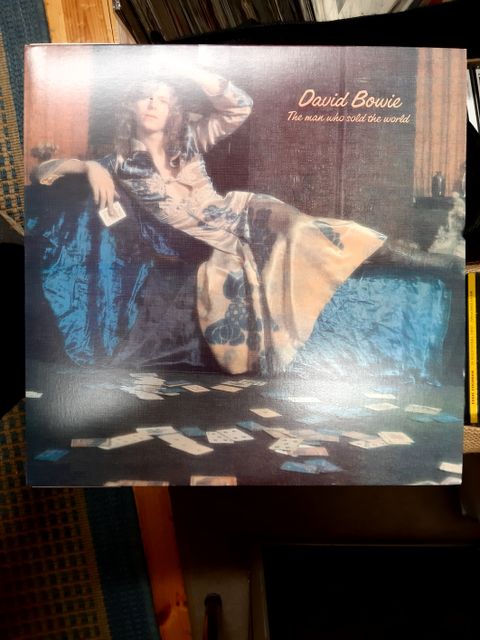 David Bowie
The man who sold the world